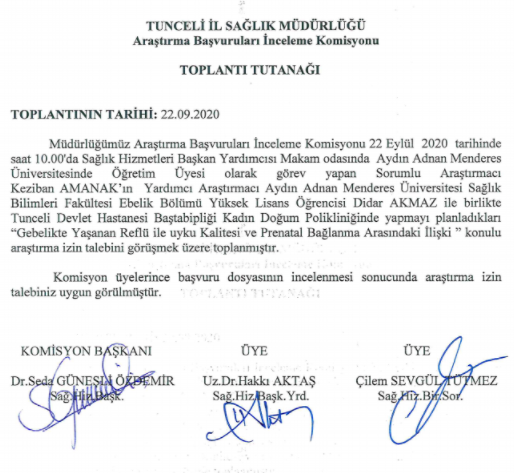 TUNCELİ İL SAĞLIK MÜDÜRLÜĞÜ
Araştırma Başvuruları İnceleme Komisyonu
TOPLANTI TUTANAĞI
TOPLANTININ TARİHİ: 22.09.2020
Müdürlüğümüz Araştırma Başvuruları İnceleme Komisyonu 22 Eylül 2020 tarihinde
saat 10.00'da Sağlık Hizmetleri Başkan Yardımcısı Makam odasında Aydın Adnan Menderes
Üniversitesinde Öğretim Üyesi olarak görev yapan Sorumlu Araştırmacı
Keziban AMANAK'ın Yardımcı Araştırmacı Aydın Adnan Menderes Üniversitesi Sağlık
Bilimleri Fakültesi Ebelik Bölümü Yüksek Lisans Öğrencisi Didar AKMAZ ile birlikte
Tunceli Devlet Hastanesi Baştabipliği Kadın Doğum Polikliniğinde yapmayı planladıkları
“Gebelikte Yaşanan Reflü ile uyku Kalitesi ve Prenatal Bağlanma Arasındaki İlişki ” konulu
araştırma izin talebini görüşmek üzere toplanmıştır.
Komisyon üyelerince başvuru dosyasının incelenmesi sonucunda araştırma izin
talebiniz uygun görülmüştür.
KOMİSYON BAŞKANI ÜYE ÜYE
Dr.Seda GÜNEŞİN ÖZDEMİR Uz.Dr.Hakkı AKTAŞ Çilem SEVGÜL TÜTMEZ
Sağ.Hiz.Başk. Sağ.Hiz.Başk.Yrd. Sağ.Hiz.Bir.Sor.